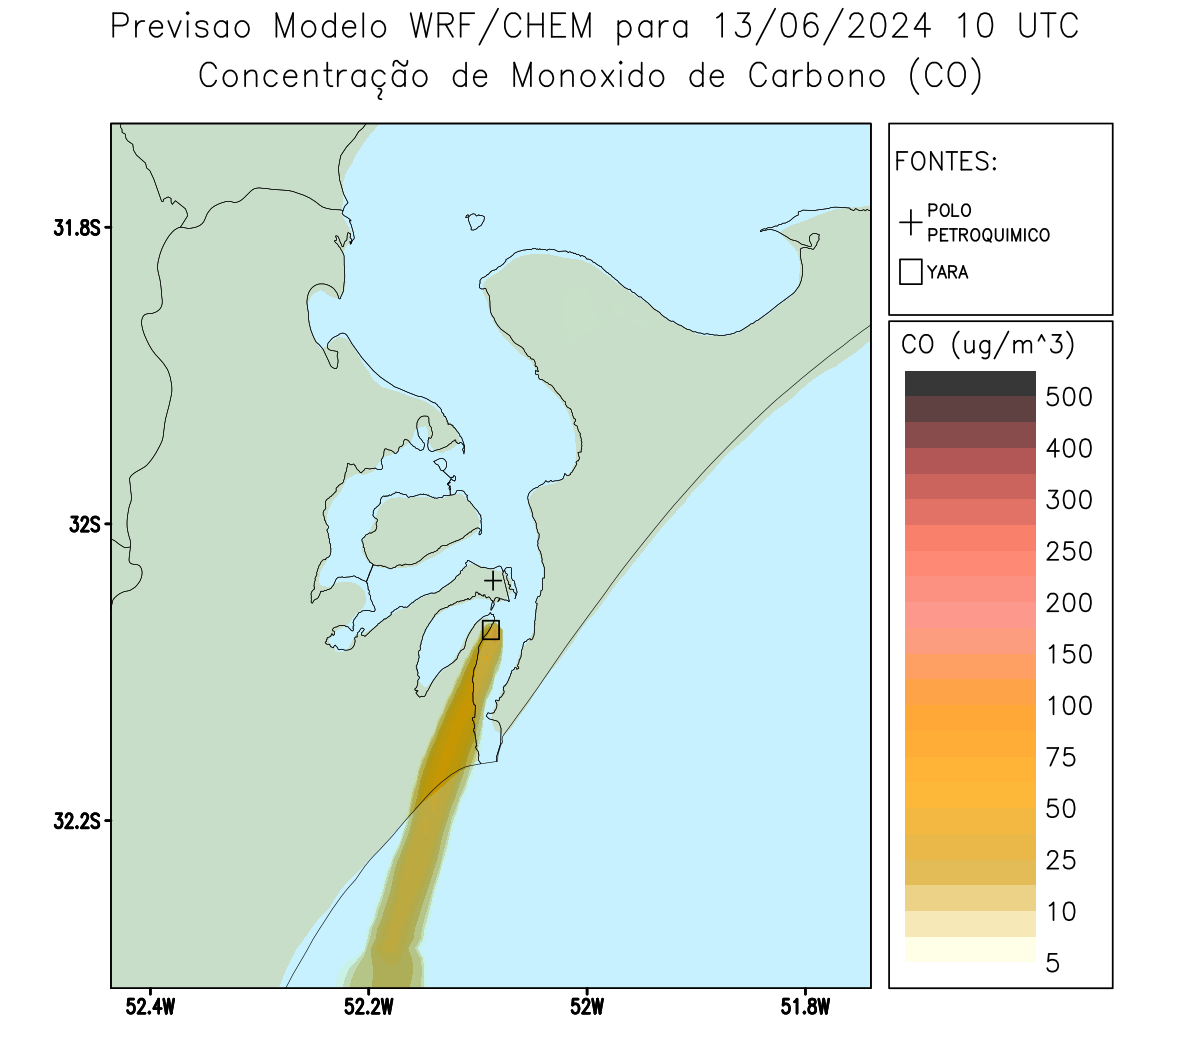 Previsao Modelo WRF/CHEM para 13/06/2024 10 UTC
Concentração de Monoxido de Carbono (CO)
FONTES:
POLO
PETROQUIMICO
YARA
CO (ug/m^3)
500
400
300
250
200
150
100
75
50
25
10
5
31.8S
32S
32.2S
52.4W
52.2W
52W
51.8W